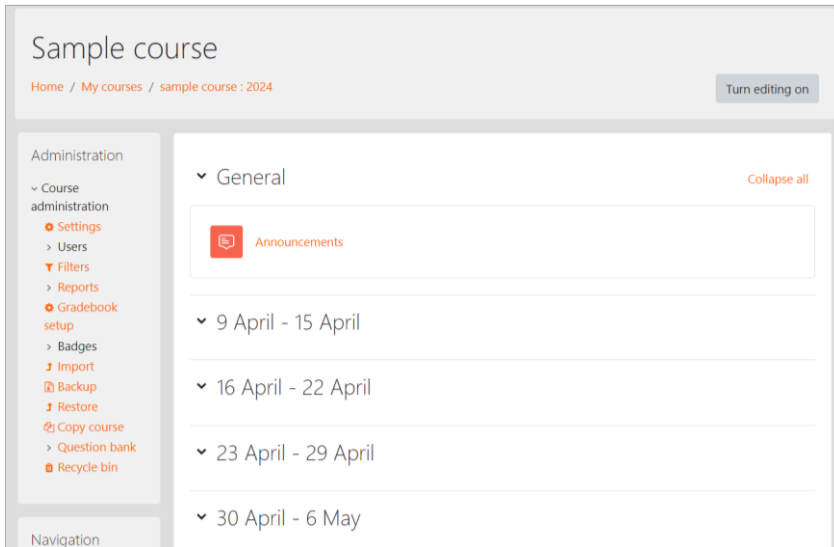 Sample course
Home / My courses / sample course : 2024
Turn editing on
Administration
Course
administration
Settings
Users
Filters
Reports
Gradebook
setup
Badges
Import
Backup
Restore
Copy course
Question bank
Recycle bin
Navigation
General
Collapse all
Announcements
9 April - 15 April
16 April - 22 April
23 April - 29 April
30 April - 6 May